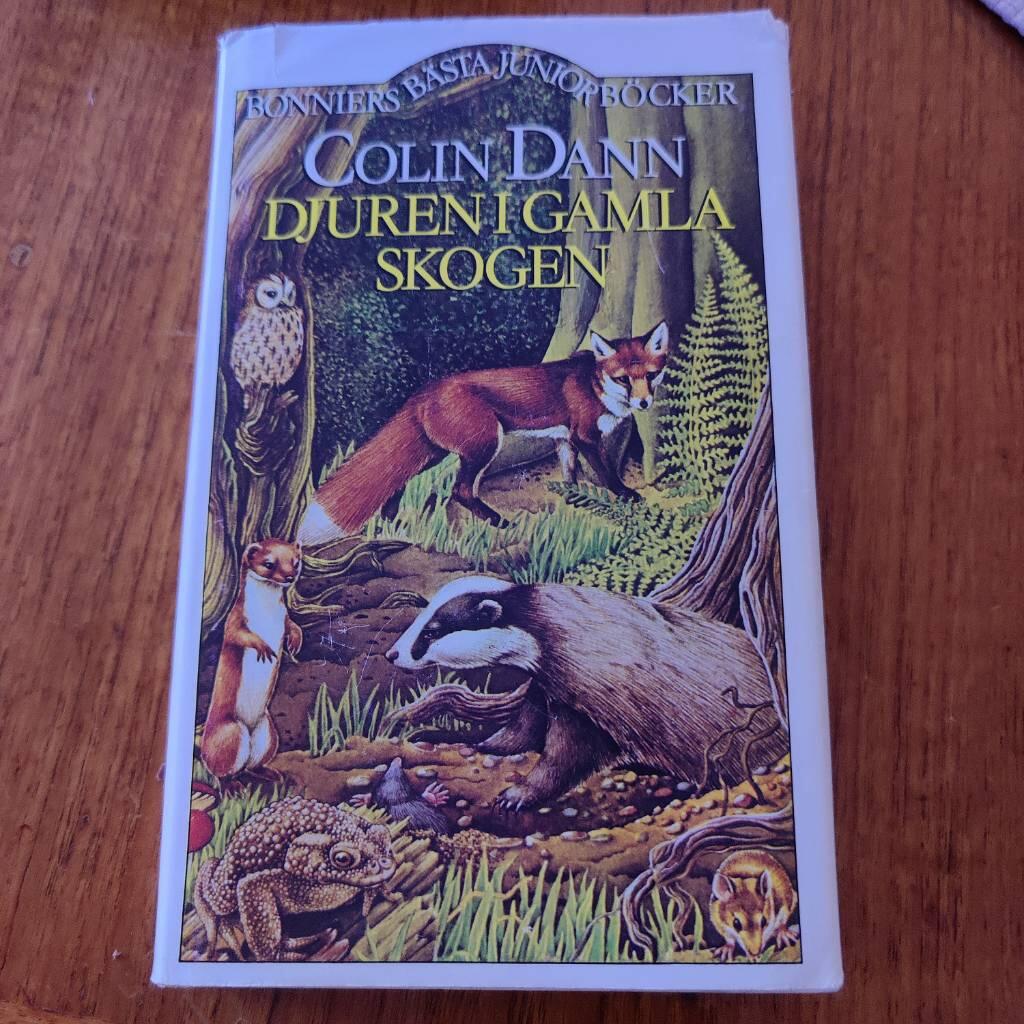 BONNIERS BÄSTA JUNIORBÖCKER
COLIN DANN
DJUREN I GAMLA
SKOGEN